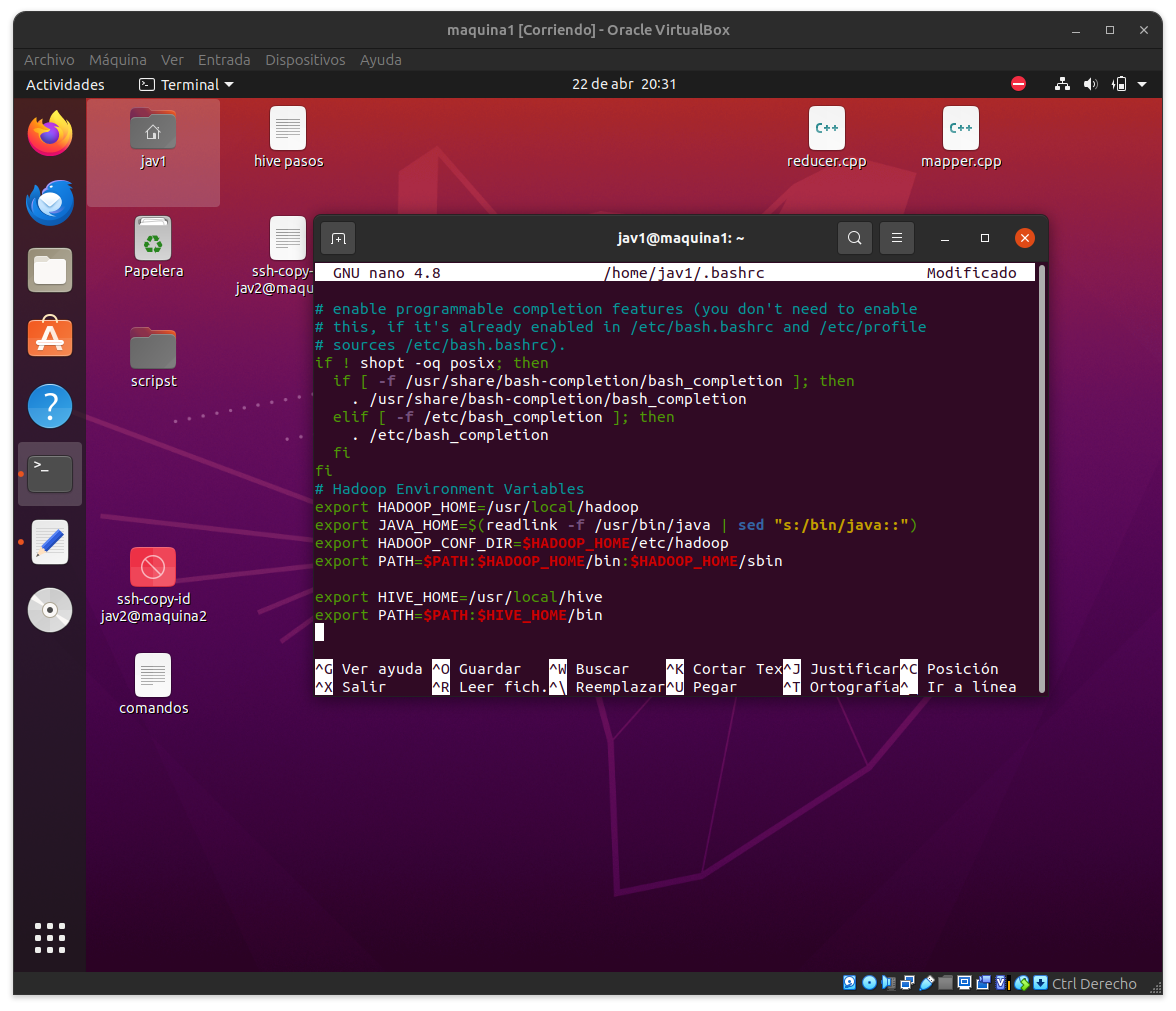 maquina1 [Corriendo] - Oracle VirtualBox
Archivo Máquina Ver Entrada Dispositivos Ayuda
Actividades Terminal 22 de abr 20:31
jav1
hive pasos
reducer.cpp
mapper.cpp
Papelera
ssh-copy-
jav2@maqu
scripst
ssh-copy-id
jav2@maquina2
comandos
jav1@maquina1: ~
GNU nano 4.8 /home/jav1/.bashrc Modificado
# enable programmable completion features (you don't need to enable
# this, if it's already enabled in /etc/bash.bashrc and /etc/profile
# sources /etc/bash.bashrc).
if ! shopt -oq posix; then
  if [ -f /usr/share/bash-completion/bash_completion ]; then
    . /usr/share/bash-completion/bash_completion
  elif [ -f /etc/bash_completion ]; then
    . /etc/bash_completion
  fi
fi
# Hadoop Environment Variables
export HADOOP_HOME=/usr/local/hadoop
export JAVA_HOME=$(readlink -f /usr/bin/java | sed "s:/bin/java::")
export HADOOP_CONF_DIR=$HADOOP_HOME/etc/hadoop
export PATH=$PATH:$HADOOP_HOME/bin:$HADOOP_HOME/sbin
export HIVE_HOME=/usr/local/hive
export PATH=$PATH:$HIVE_HOME/bin
^G Ver ayuda ^O Guardar ^W Buscar ^K Cortar Tex ^J Justificar ^C Posición
^X Salir ^R Leer fich. ^\ Reemplazar ^U Pegar ^T Ortografía ^_ Ir a línea
Ctrl Derecho